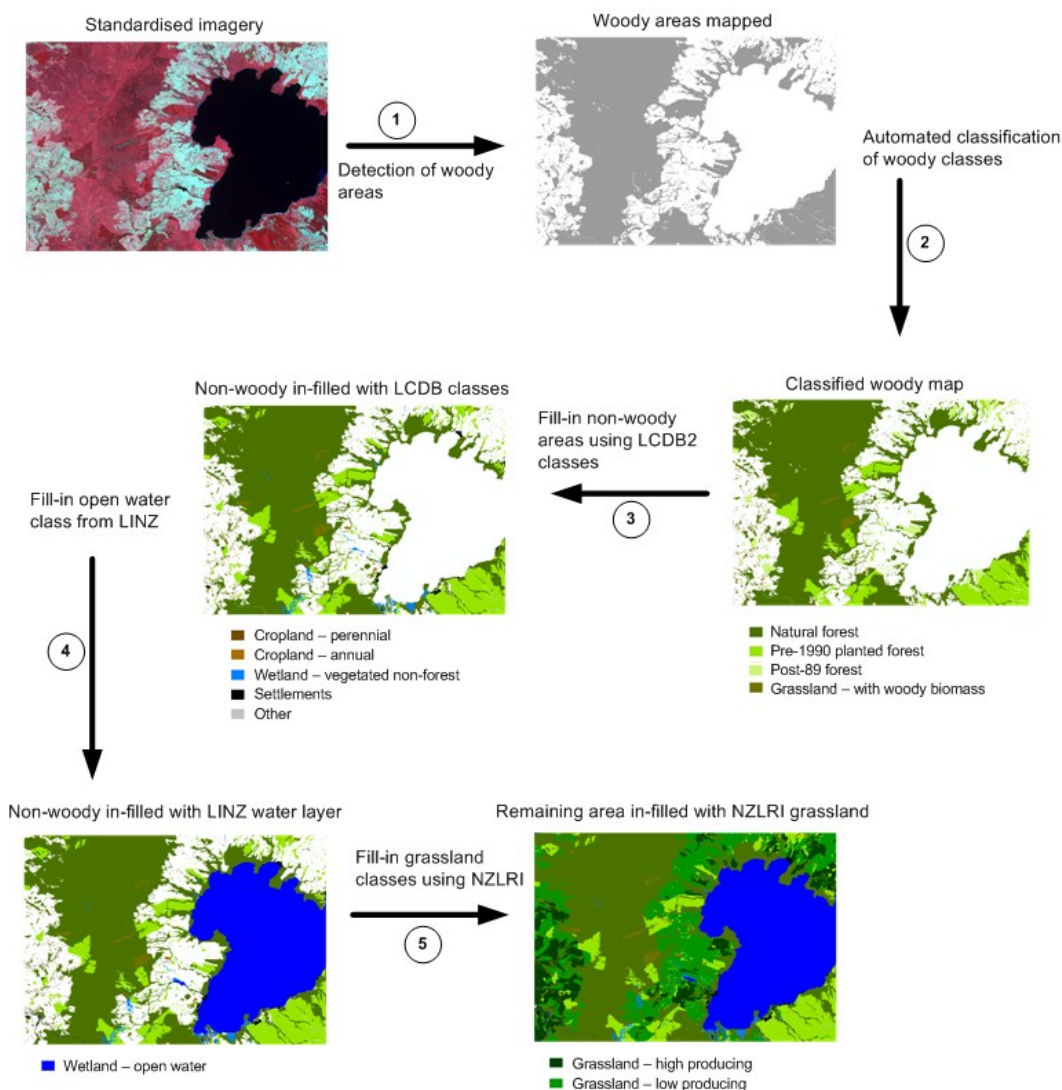 Standardised imagery
Woody areas mapped
1
Detection of woody
areas
Automated classification
of woody classes
2
Classified woody map
Natural forest
Pre-1990 planted forest
Post-89 forest
Grassland – with woody biomass
Fill-in non-woody
areas using LCDB2
classes
3
Non-woody in-filled with LCDB classes
Cropland – perennial
Cropland – annual
Wetland – vegetated non-forest
Settlements
Other
Fill-in open water
class from LINZ
4
Non-woody in-filled with LINZ water layer
Wetland – open water
Fill-in grassland
classes using NZLRI
5
Remaining area in-filled with NZLRI grassland
Grassland – high producing
Grassland – low producing